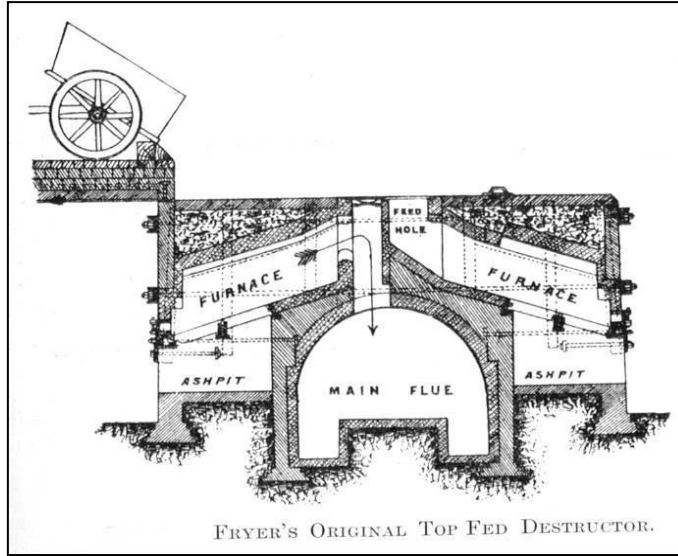 FEED
HOLE
FURNACE
FURNACE
ASHPIT
MAIN FLUE
ASHPIT
FRYER'S ORIGINAL TOP FED DESTRUCTOR.